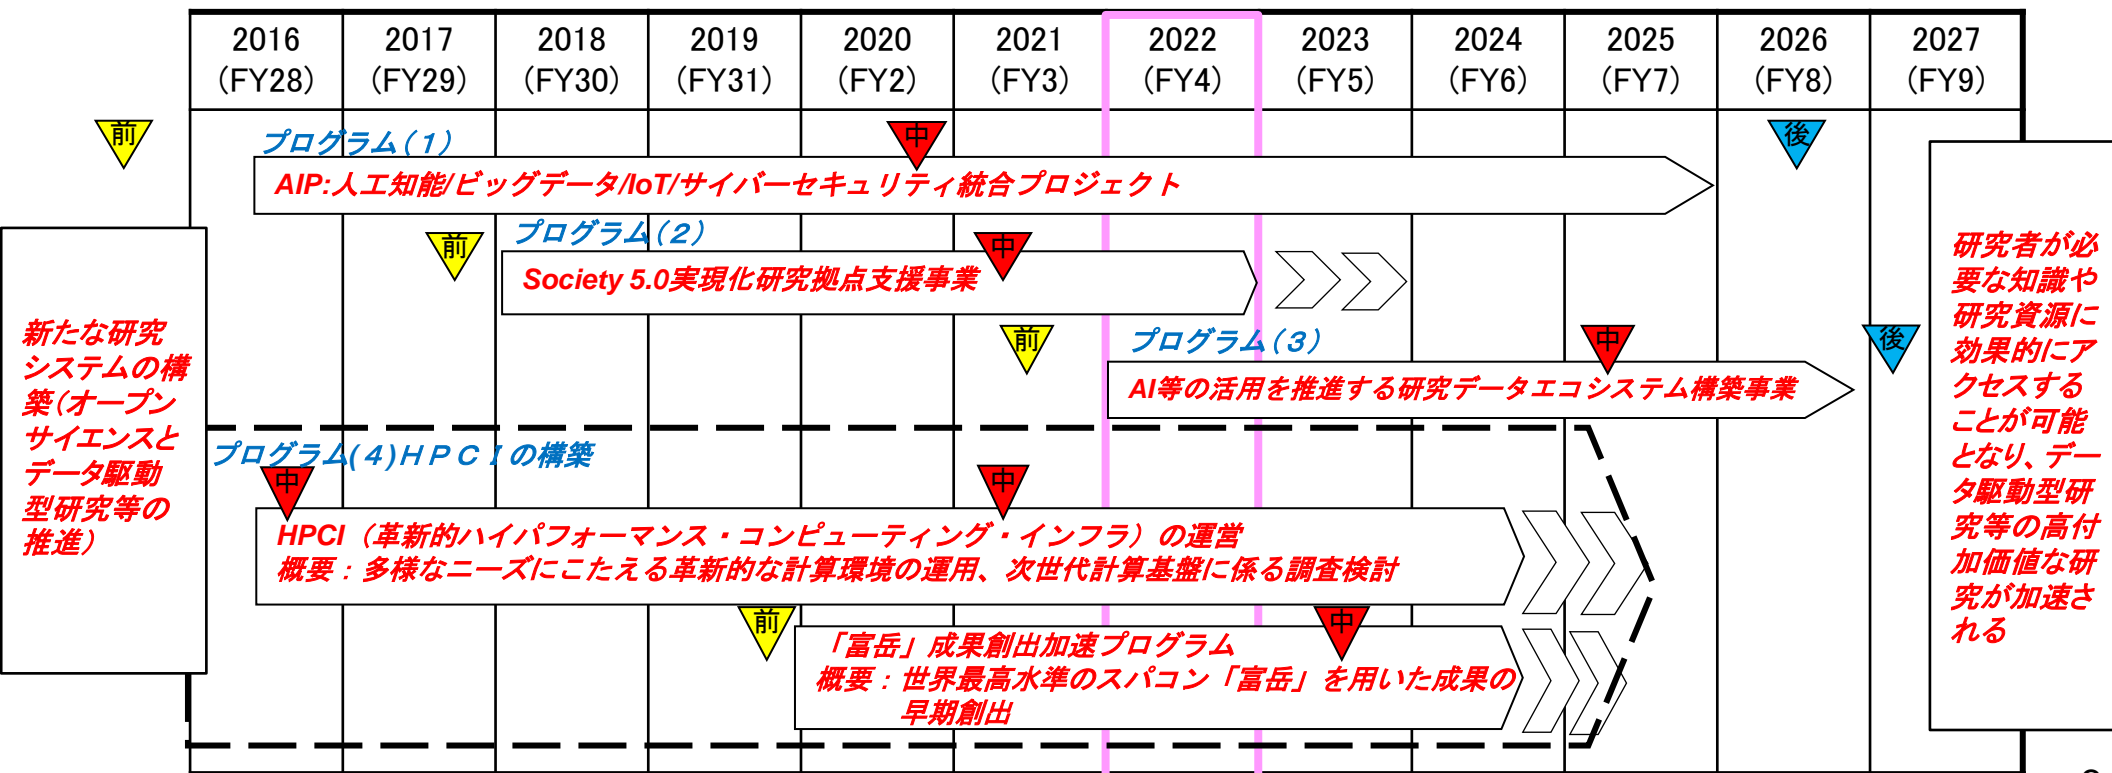 2016
(FY28)
2017
(FY29)
2018
(FY30)
2019
(FY31)
2020
(FY2)
2021
(FY3)
2022
(FY4)
2023
(FY5)
2024
(FY6)
2025
(FY7)
2026
(FY8)
2027
(FY9)
前
プログラム(1)
中
後
AIP:人工知能/ビッグデータ/IoT/サイバーセキュリティ統合プロジェクト
前
プログラム(2)
中
Society 5.0実現化研究拠点支援事業
前
プログラム(3)
中
後
AI等の活用を推進する研究データエコシステム構築事業
新たな研究
システムの構
築(オープン
サイエンスと
データ駆動
型研究等の
推進)
プログラム(4)HPCIの構築
中
中
HPCI(革新的ハイパフォーマンス・コンピューティング・インフラ)の運営
概要:多様なニーズにこたえる革新的な計算環境の運用、次世代計算基盤に係る調査検討
前
中
「富岳」成果創出加速プログラム
概要:世界最高水準のスパコン「富岳」を用いた成果の
早期創出
研究者が必
要な知識や
研究資源に
効果的にア
クセスする
ことが可能
となり、デー
タ駆動型研
究等の高付
加価値な研
究が加速さ
れる